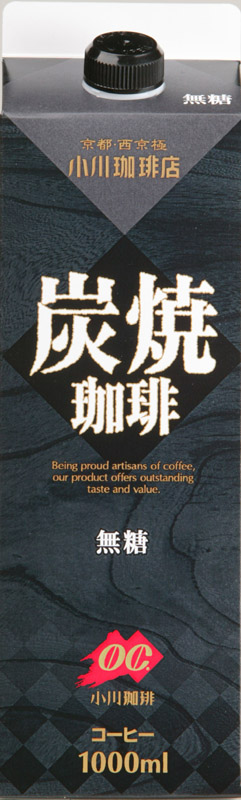 無糖
京都・西京極
小川珈琲店
炭焼
珈琲
Being proud artisans of coffee,
our product offers outstanding
taste and value.
無糖
OC
小川珈琲
コーヒー
1000ml